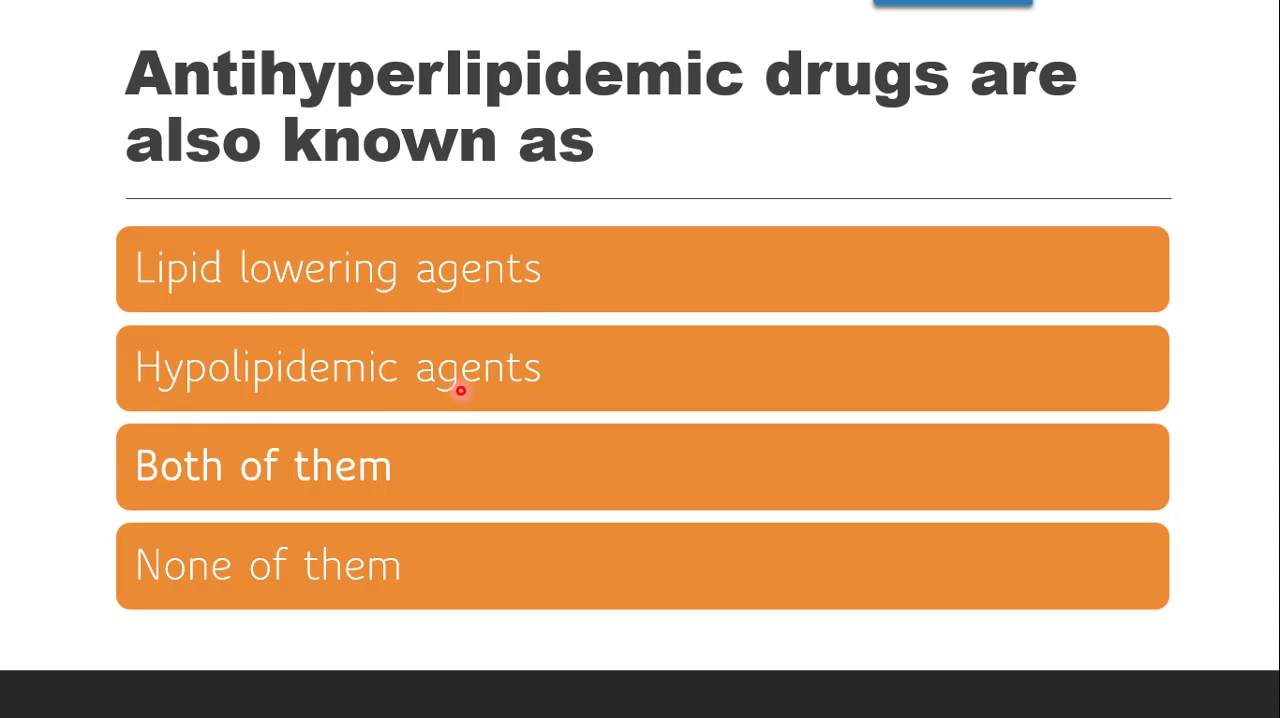 Antihyperlipidemic drugs are
also known as
Lipid lowering agents
Hypolipidemic agents
Both of them
None of them